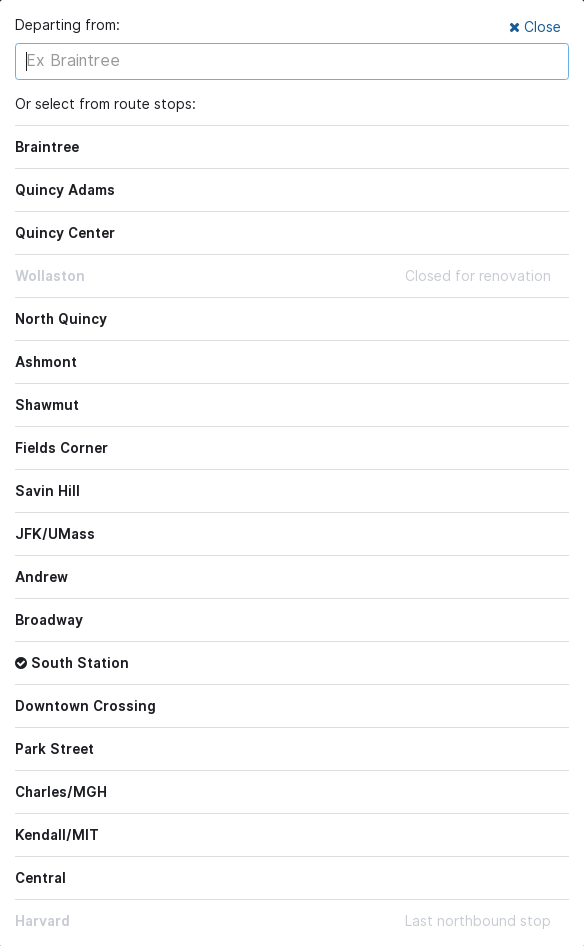 Departing from:
Close
Ex Braintree
Or select from route stops:
Braintree
Quincy Adams
Quincy Center
Wollaston Closed for renovation
North Quincy
Ashmont
Shawmut
Fields Corner
Savin Hill
JFK/UMass
Andrew
Broadway
South Station
Downtown Crossing
Park Street
Charles/MGH
Kendall/MIT
Central
Harvard Last northbound stop